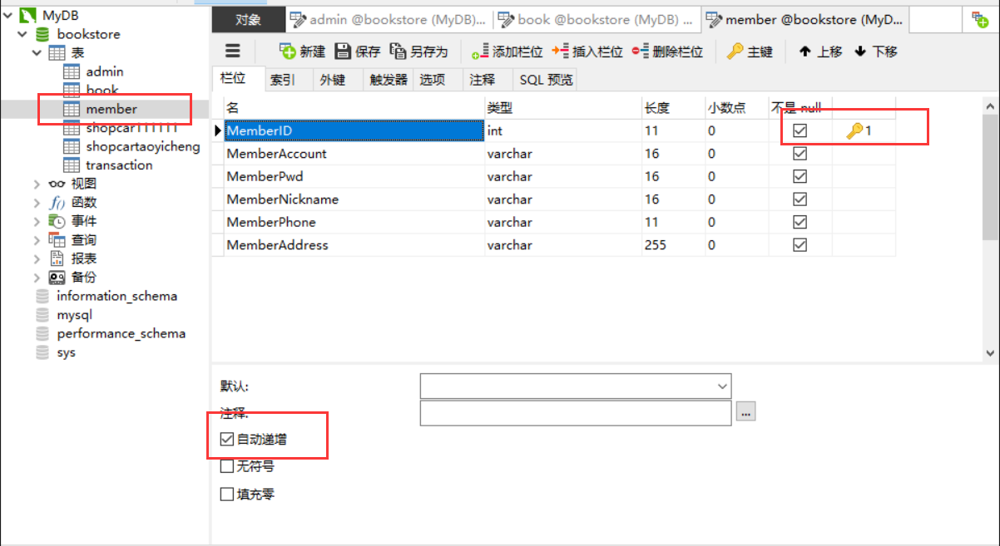 MyDB
bookstore
表
admin
book
member
shopcar111111
shopcartaoyicheng
transaction
视图
函数
事件
查询
报表
备份
information_schema
mysql
performance_schema
sys
对象 admin @bookstore (MyDB)... book @bookstore (MyDB) ... member @bookstore (MyD...
新建 保存 另存为 添加栏位 插入栏位 删除栏位 主键 上移 下移
栏位 索引 外键 触发器 选项 注释 SQL 预览
名 类型 长度 小数点 不是 null
MemberID int 11 0 1
MemberAccount varchar 16 0
MemberPwd varchar 16 0
MemberNickname varchar 16 0
MemberPhone varchar 11 0
MemberAddress varchar 255 0
默认:
注释:
...
自动递增
无符号
填充零